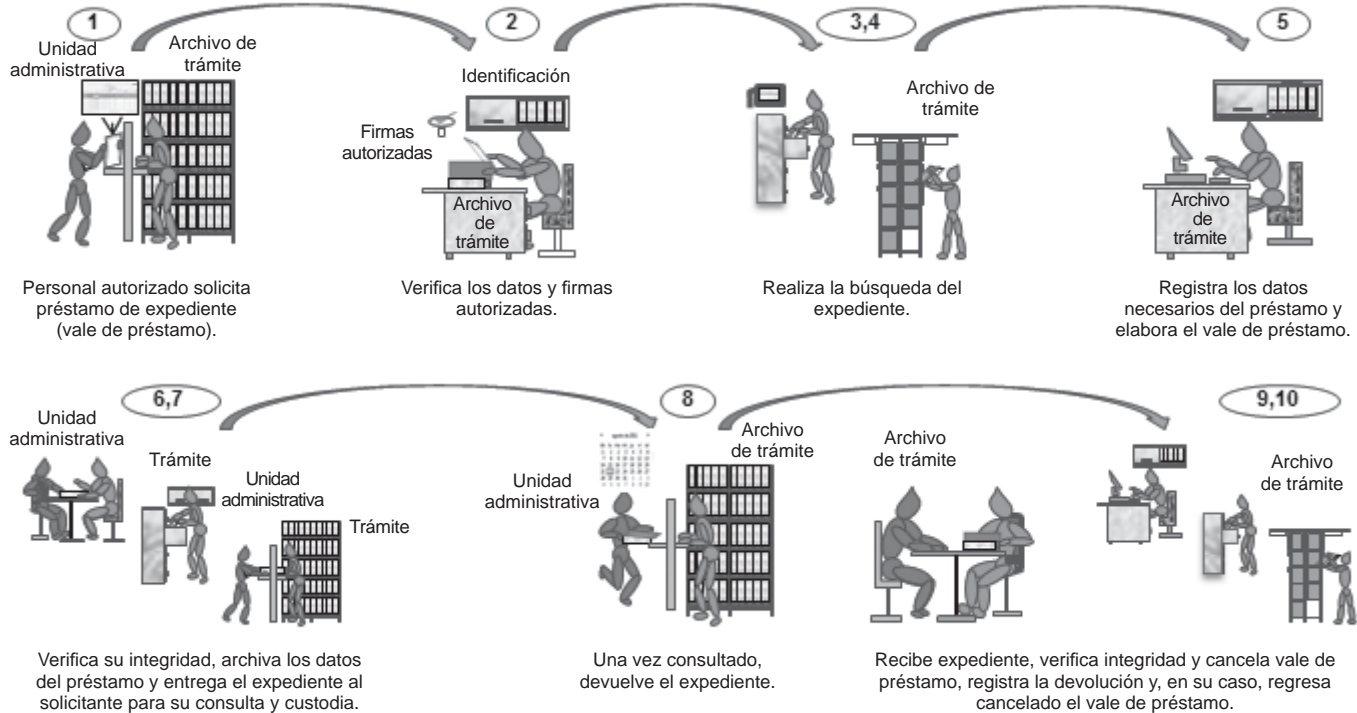 1
2
3,4
5
Unidad
administrativa
Archivo de
trámite
Identificación
Firmas
autorizadas
Archivo
de
trámite
Archivo de
trámite
Archivo
de
trámite
Personal autorizado solicita
préstamo de expediente
(vale de préstamo).
Verifica los datos y firmas
autorizadas.
Realiza la búsqueda del
expediente.
Registra los datos
necesarios del préstamo y
elabora el vale de préstamo.
6,7
8
9,10
Unidad
administrativa
Trámite
Unidad
administrativa
Trámite
Unidad
administrativa
Archivo
de trámite
Archivo
de trámite
Archivo
de trámite
Verifica su integridad, archiva los datos
del préstamo y entrega el expediente al
solicitante para su consulta y custodia.
Una vez consultado,
devuelve el expediente.
Recibe expediente, verifica integridad y cancela vale de
préstamo, registra la devolución y, en su caso, regresa
cancelado el vale de préstamo.